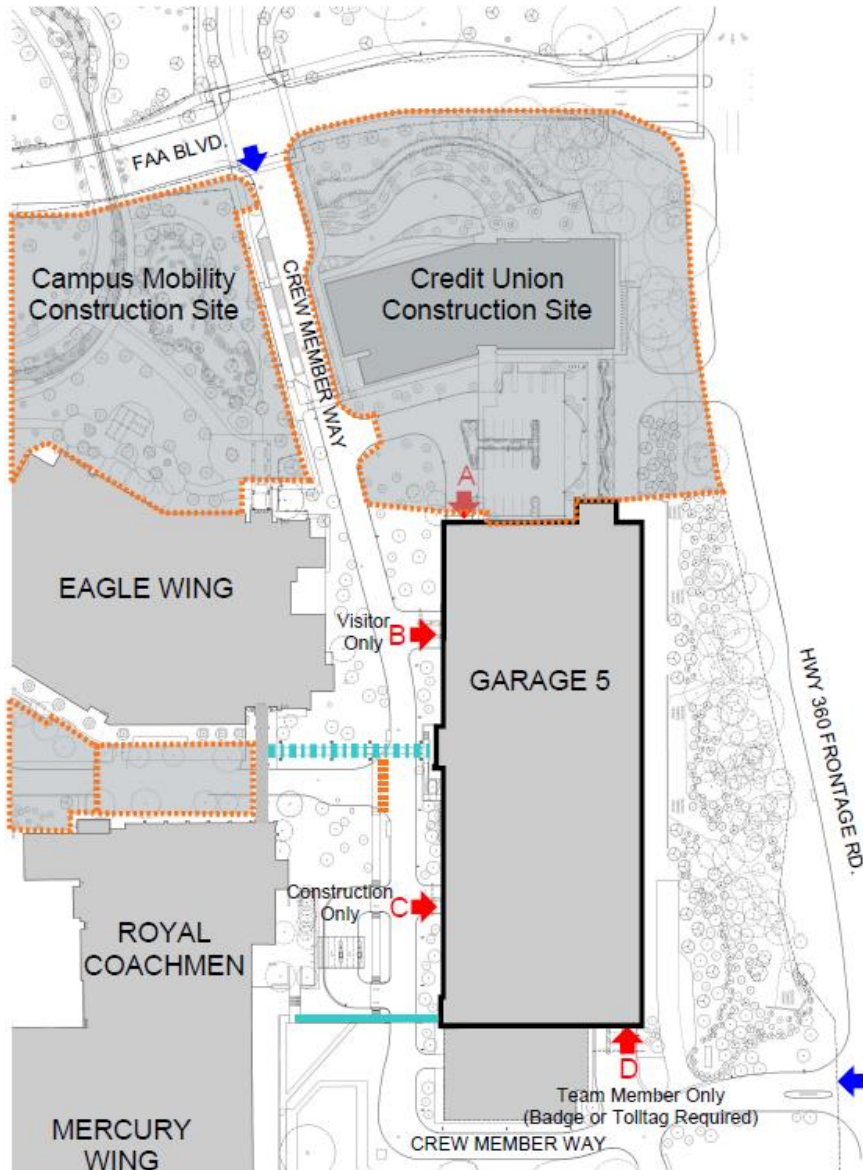 FAA BLVD.
Campus Mobility
Construction Site
CREW MEMBER WAY
Credit Union
Construction Site
A
EAGLE WING
Visitor
Only
B
GARAGE 5
HWY 360 FRONTAGE RD.
Construction
Only
C
ROYAL
COACHMEN
D
Team Member Only
(Badge or Tolltag Required)
MERCURY
WING
CREW MEMBER WAY